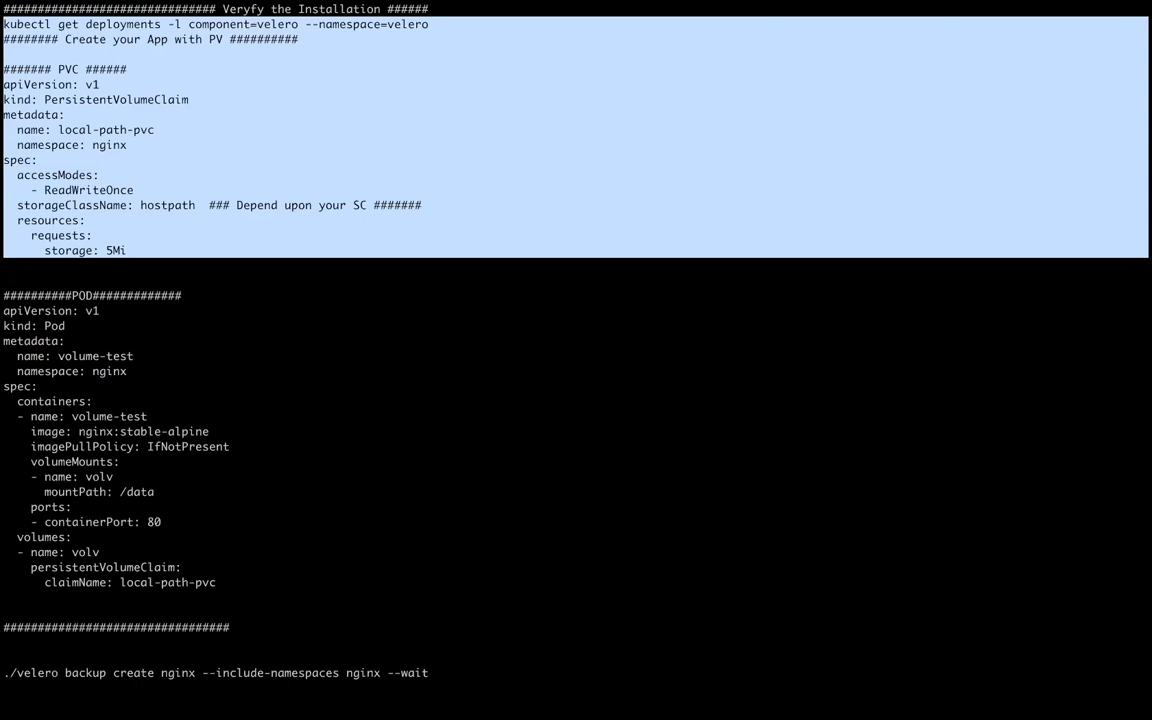 ############################### Veryfy the Installation ######
kubectl get deployments -l component=velero --namespace=velero
######## Create your App with PV ##########
####### PVC ######
apiVersion: v1
kind: PersistentVolumeClaim
metadata:
  name: local-path-pvc
  namespace: nginx
spec:
  accessModes:
    - ReadWriteOnce
  storageClassName: hostpath  ### Depend upon your SC #######
  resources:
    requests:
      storage: 5Mi
##########POD#############
apiVersion: v1
kind: Pod
metadata:
  name: volume-test
  namespace: nginx
spec:
  containers:
  - name: volume-test
    image: nginx:stable-alpine
    imagePullPolicy: IfNotPresent
    volumeMounts:
    - name: volv
      mountPath: /data
    ports:
    - containerPort: 80
  volumes:
  - name: volv
    persistentVolumeClaim:
      claimName: local-path-pvc
#################################
./velero backup create nginx --include-namespaces nginx --wait